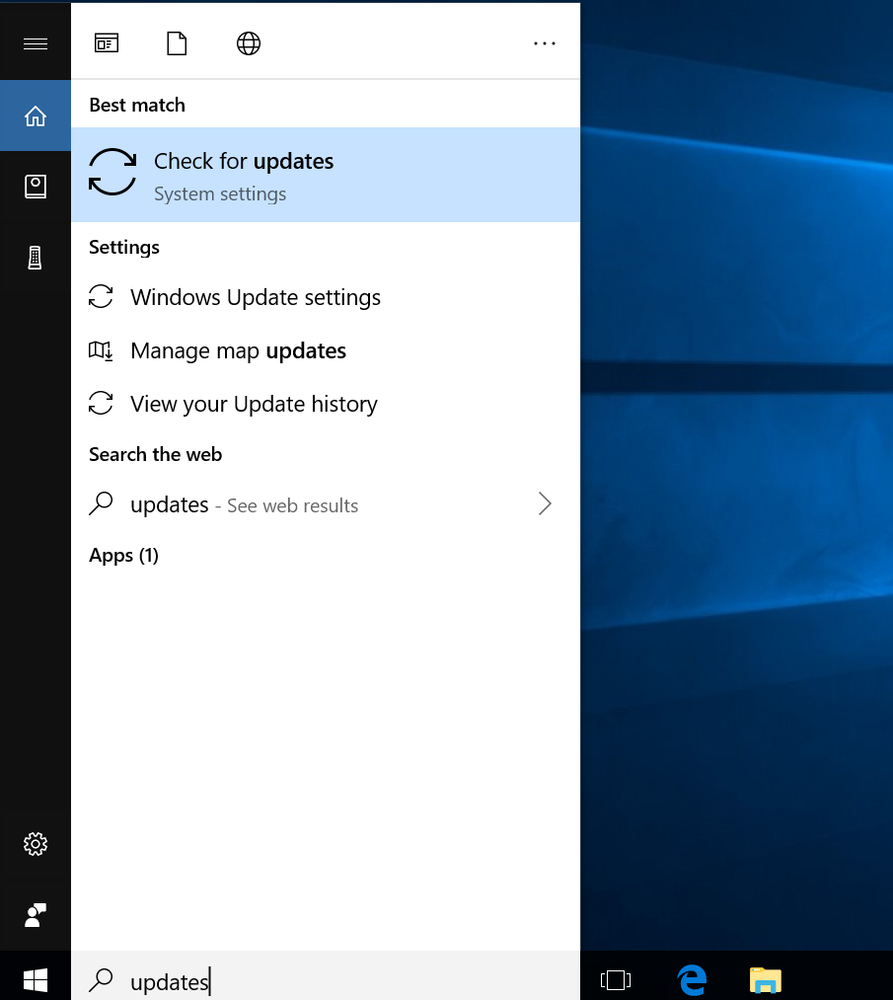 Best match
Check for updates
System settings
Settings
Windows Update settings
Manage map updates
View your Update history
Search the web
updates - See web results
Apps (1)
updates